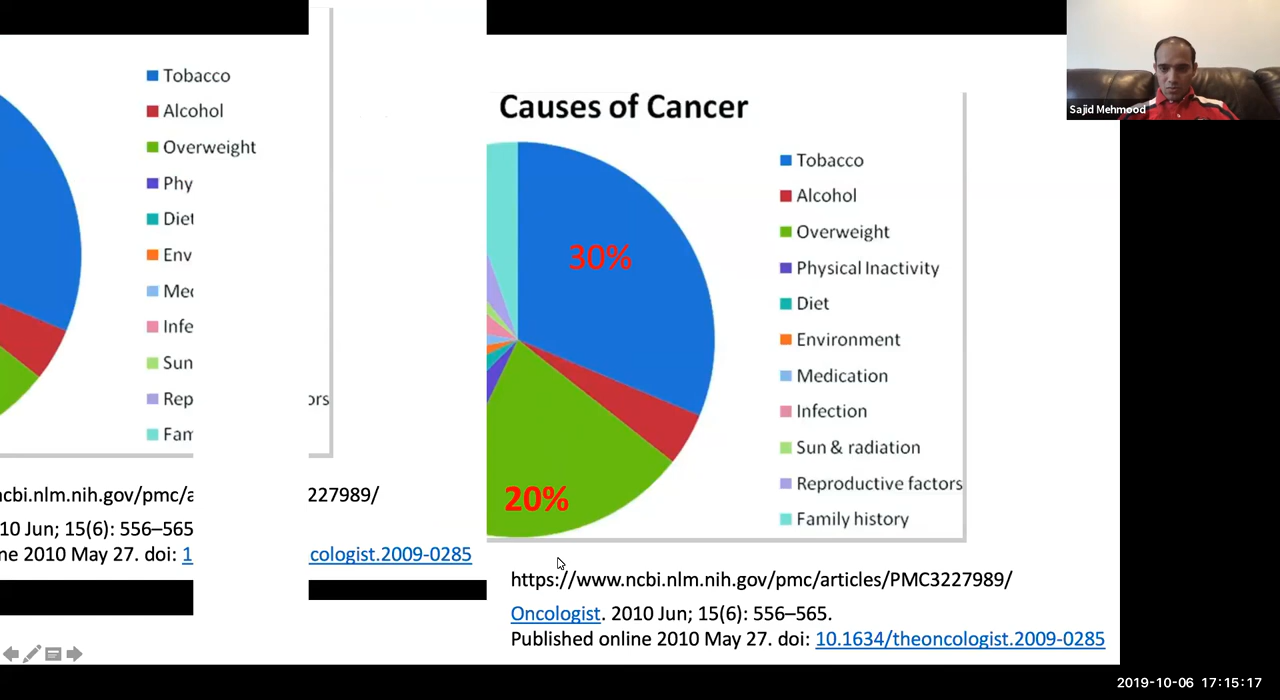 Tobacco
Alcohol
Overweight
Phy
Diet
Env
Med
Infe
Sun
Rep
ors
Fam
ncbi.nlm.nih.gov/pmc/a
227989/
10 Jun; 15(6): 556–565
ne 2010 May 27. doi: 1
cologist.2009-0285
Causes of Cancer
30%
20%
Tobacco
Alcohol
Overweight
Physical Inactivity
Diet
Environment
Medication
Infection
Sun & radiation
Reproductive factors
Family history
https://www.ncbi.nlm.nih.gov/pmc/articles/PMC3227989/
Oncologist. 2010 Jun; 15(6): 556–565.
Published online 2010 May 27. doi: 10.1634/theoncologist.2009-0285
Sajid Mehmood
2019-10-06 17:15:17